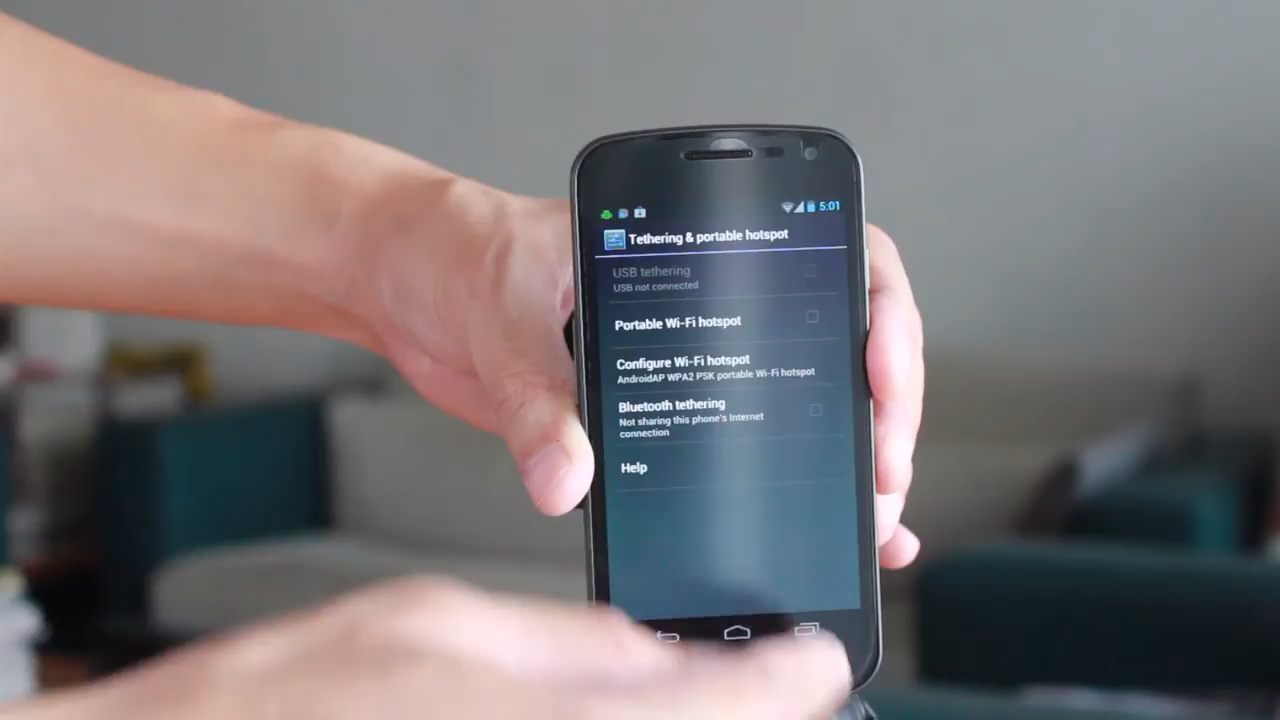 5:01
Tethering & portable hotspot
USB tethering
USB not connected
Portable Wi-Fi hotspot
Configure Wi-Fi hotspot
AndroidAP WPA2 PSK portable Wi-Fi hotspot
Bluetooth tethering
Not sharing this phone's Internet
connection
Help